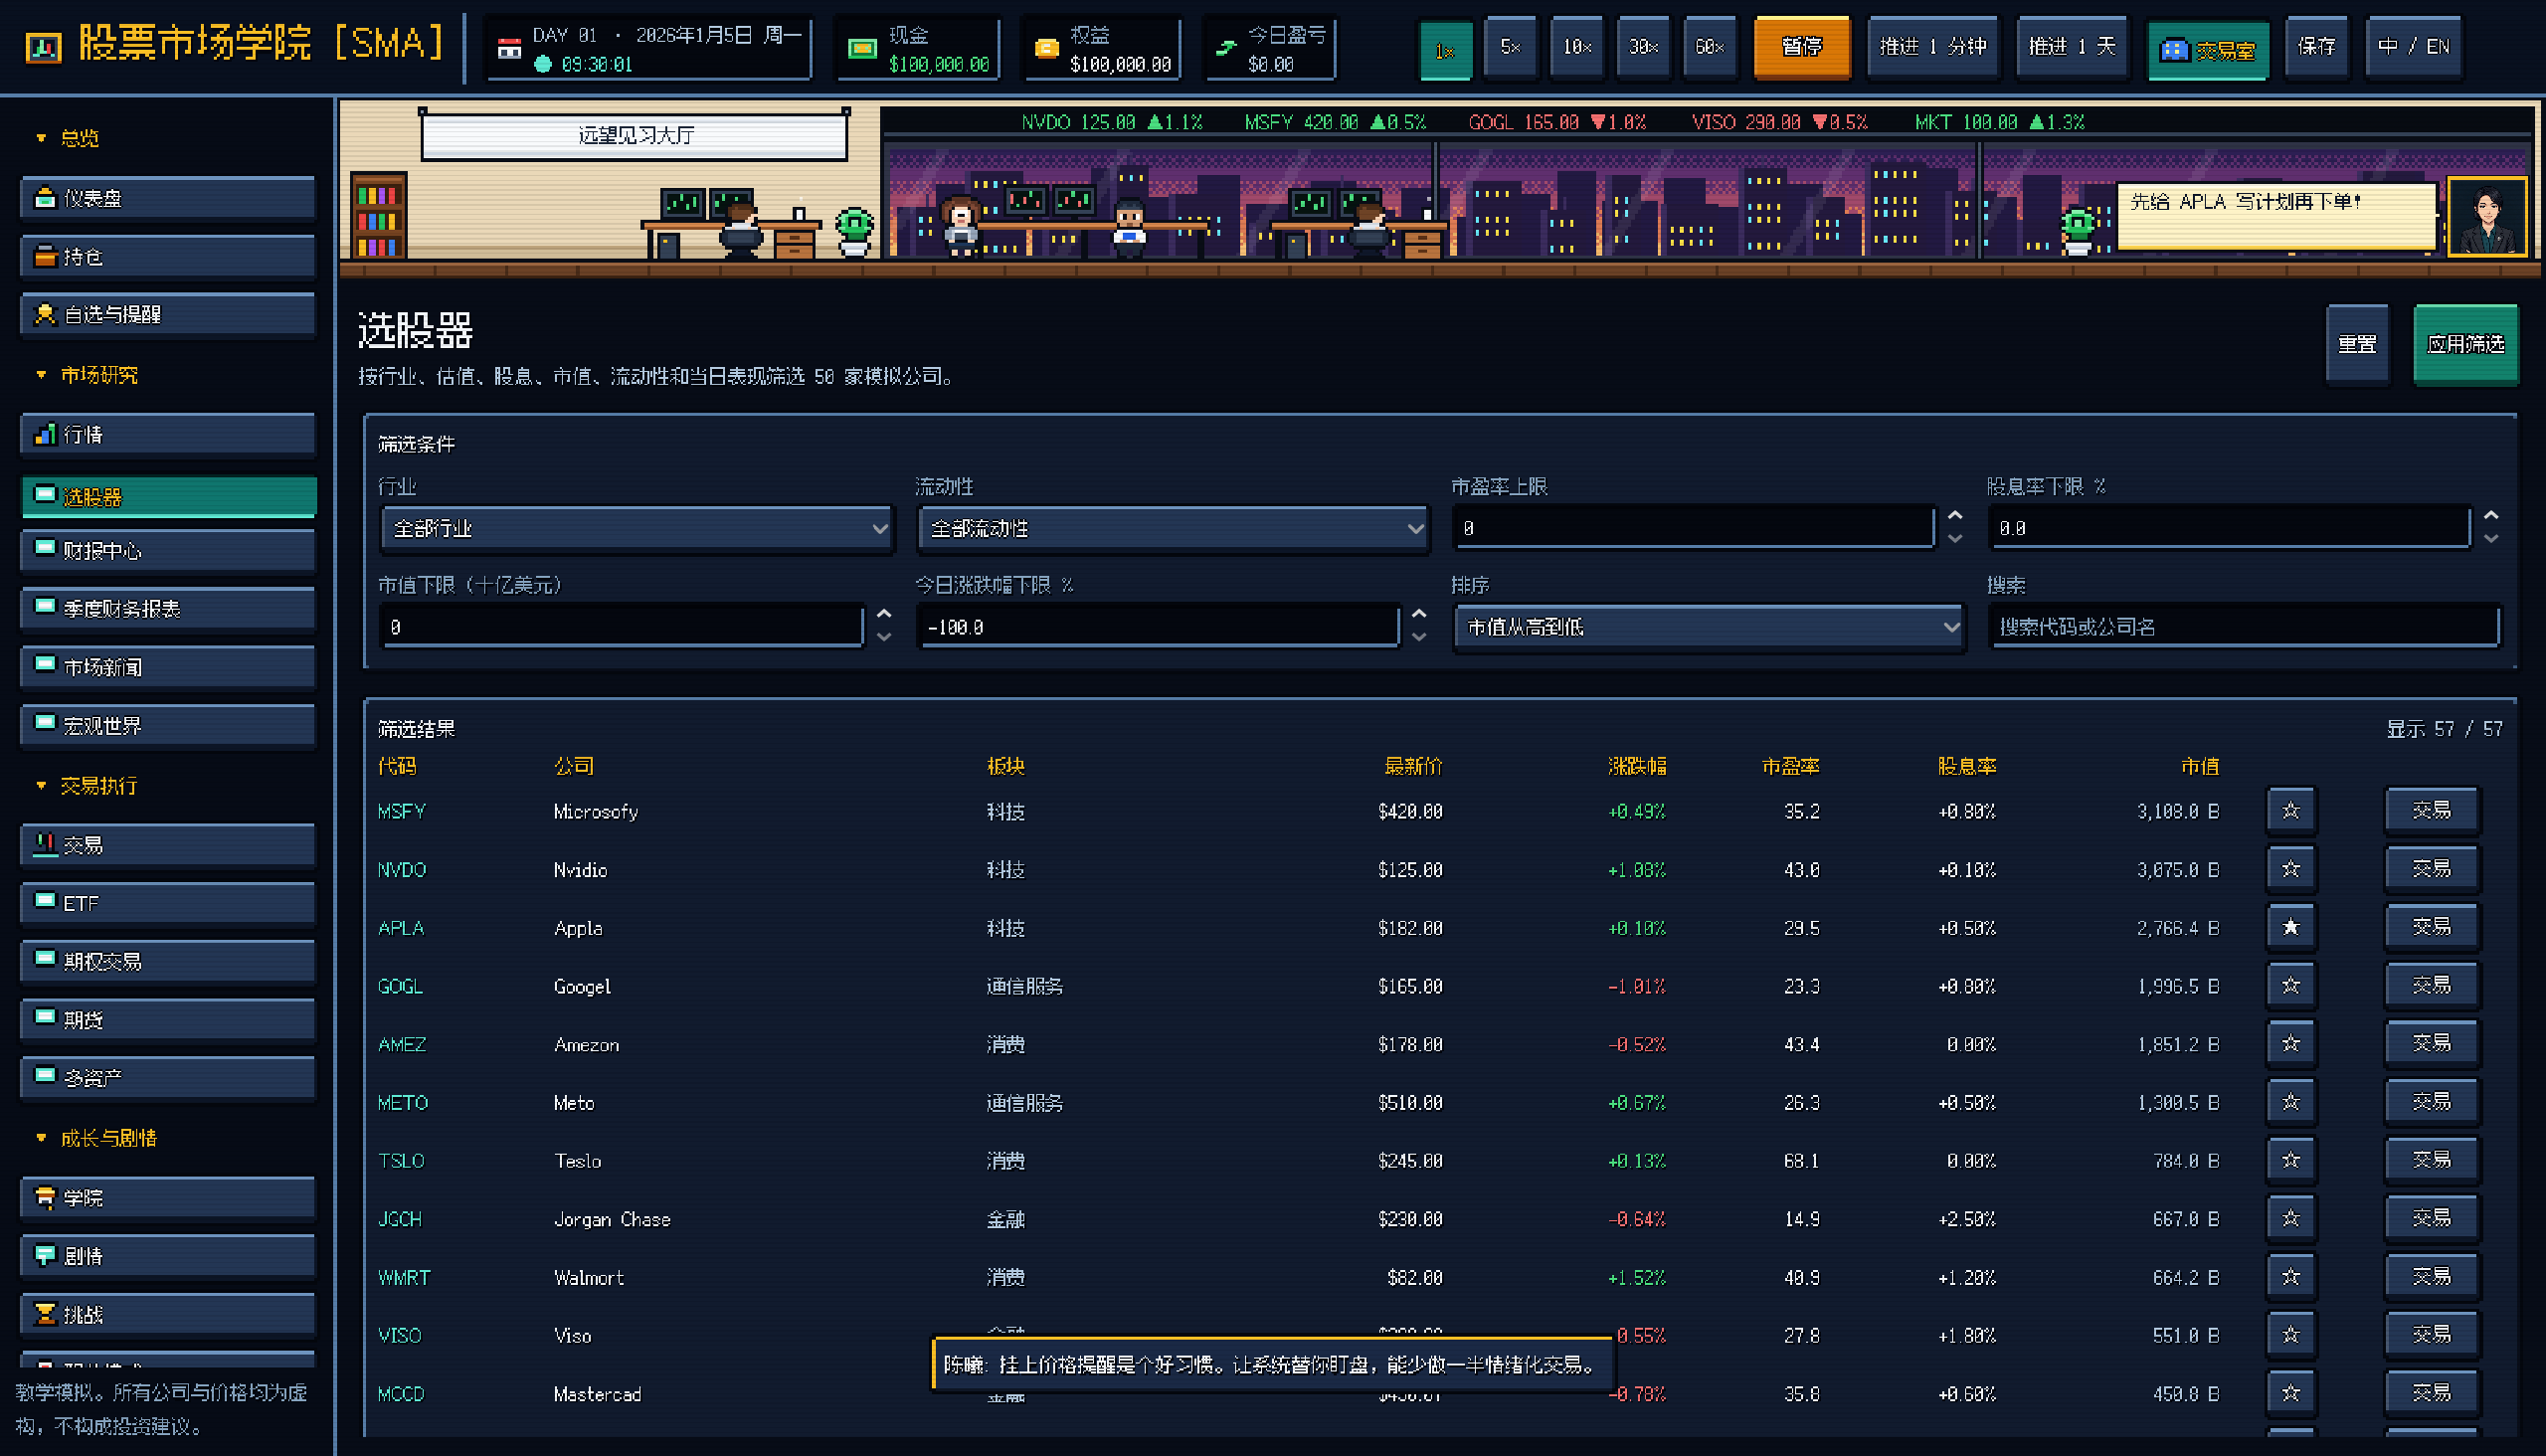 股票市场学院 [SMA]
DAY 01 · 2026年1月5日 周一
09:30:01
现金
$100,000.00
权益
$100,000.00
今日盈亏
$0.00
1×
5×
10×
30×
60×
暂停
推进 1 分钟
推进 1 天
交易室
保存
中 / EN
总览
仪表盘
持仓
自选与提醒
市场研究
行情
选股器
财报中心
季度财务报表
市场新闻
宏观世界
交易执行
交易
ETF
期权交易
期货
多资产
成长与剧情
学院
剧情
挑战
教学模拟。所有公司与价格均为虚
构，不构成投资建议。
远望见习大厅
NVDO 125.00 ▲1.1% MSFY 420.00 ▲0.5% GOGL 165.00 ▼1.0% VISO 290.00 ▼0.5% MKT 100.00 ▲1.3%
先给 APLA 写计划再下单！
选股器
按行业、估值、股息、市值、流动性和当日表现筛选 50 家模拟公司。
重置
应用筛选
筛选条件
行业
流动性
市盈率上限
股息率下限 %
全部行业
全部流动性
0
0.0
市值下限（十亿美元）
今日涨跌幅下限 %
排序
搜索
0
-100.0
市值从高到低
搜索代码或公司名
筛选结果
显示 57 / 57
代码 公司 板块 最新价 涨跌幅 市盈率 股息率 市值
MSFY Microsofy 科技 $420.00 +0.49% 35.2 +0.80% 3,108.0 B ☆ 交易
NVDO Nvidio 科技 $125.00 +1.08% 43.0 +0.10% 3,075.0 B ☆ 交易
APLA Appla 科技 $182.00 +0.10% 29.5 +0.50% 2,766.4 B ★ 交易
GOGL Googel 通信服务 $165.00 -1.01% 23.3 +0.80% 1,996.5 B ☆ 交易
AMEZ Amezon 消费 $178.00 -0.52% 43.4 0.00% 1,851.2 B ☆ 交易
METO Meto 通信服务 $510.00 +0.67% 26.3 +0.50% 1,300.5 B ☆ 交易
TSLO Teslo 消费 $245.00 +0.13% 68.1 0.00% 784.0 B ☆ 交易
JGCH Jorgan Chase 金融 $230.00 -0.64% 14.9 +2.50% 667.0 B ☆ 交易
WMRT Walmort 消费 $82.00 +1.52% 40.9 +1.20% 664.2 B ☆ 交易
VISO Viso 0.55% 27.8 +1.80% 551.0 B ☆ 交易
陈曦: 挂上价格提醒是个好习惯。让系统替你盯盘，能少做一半情绪化交易。
MCCD Mastercad 金融 -0.78% 35.8 +0.60% 450.8 B ☆ 交易